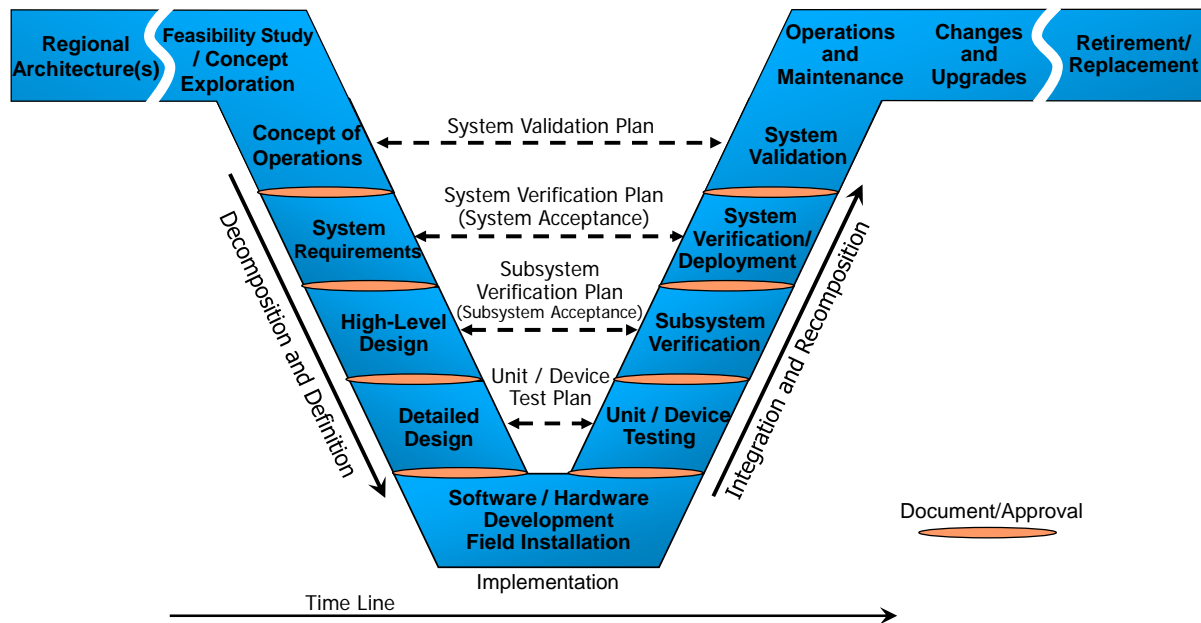 Regional
Architecture(s)
Feasibility Study
/ Concept
Exploration
Operations
and
Maintenance
Changes
and
Upgrades
Retirement/
Replacement
Concept of
Operations
System Validation Plan
System
Validation
System
Requirements
System Verification Plan
(System Acceptance)
System
Verification/
Deployment
High-Level
Design
Subsystem
Verification Plan
(Subsystem Acceptance)
Subsystem
Verification
Detailed
Design
Unit / Device
Test Plan
Unit / Device
Testing
Decomposition and Definition
Integration and Recomposition
Software / Hardware
Development
Field Installation
Implementation
Document/Approval
Time Line